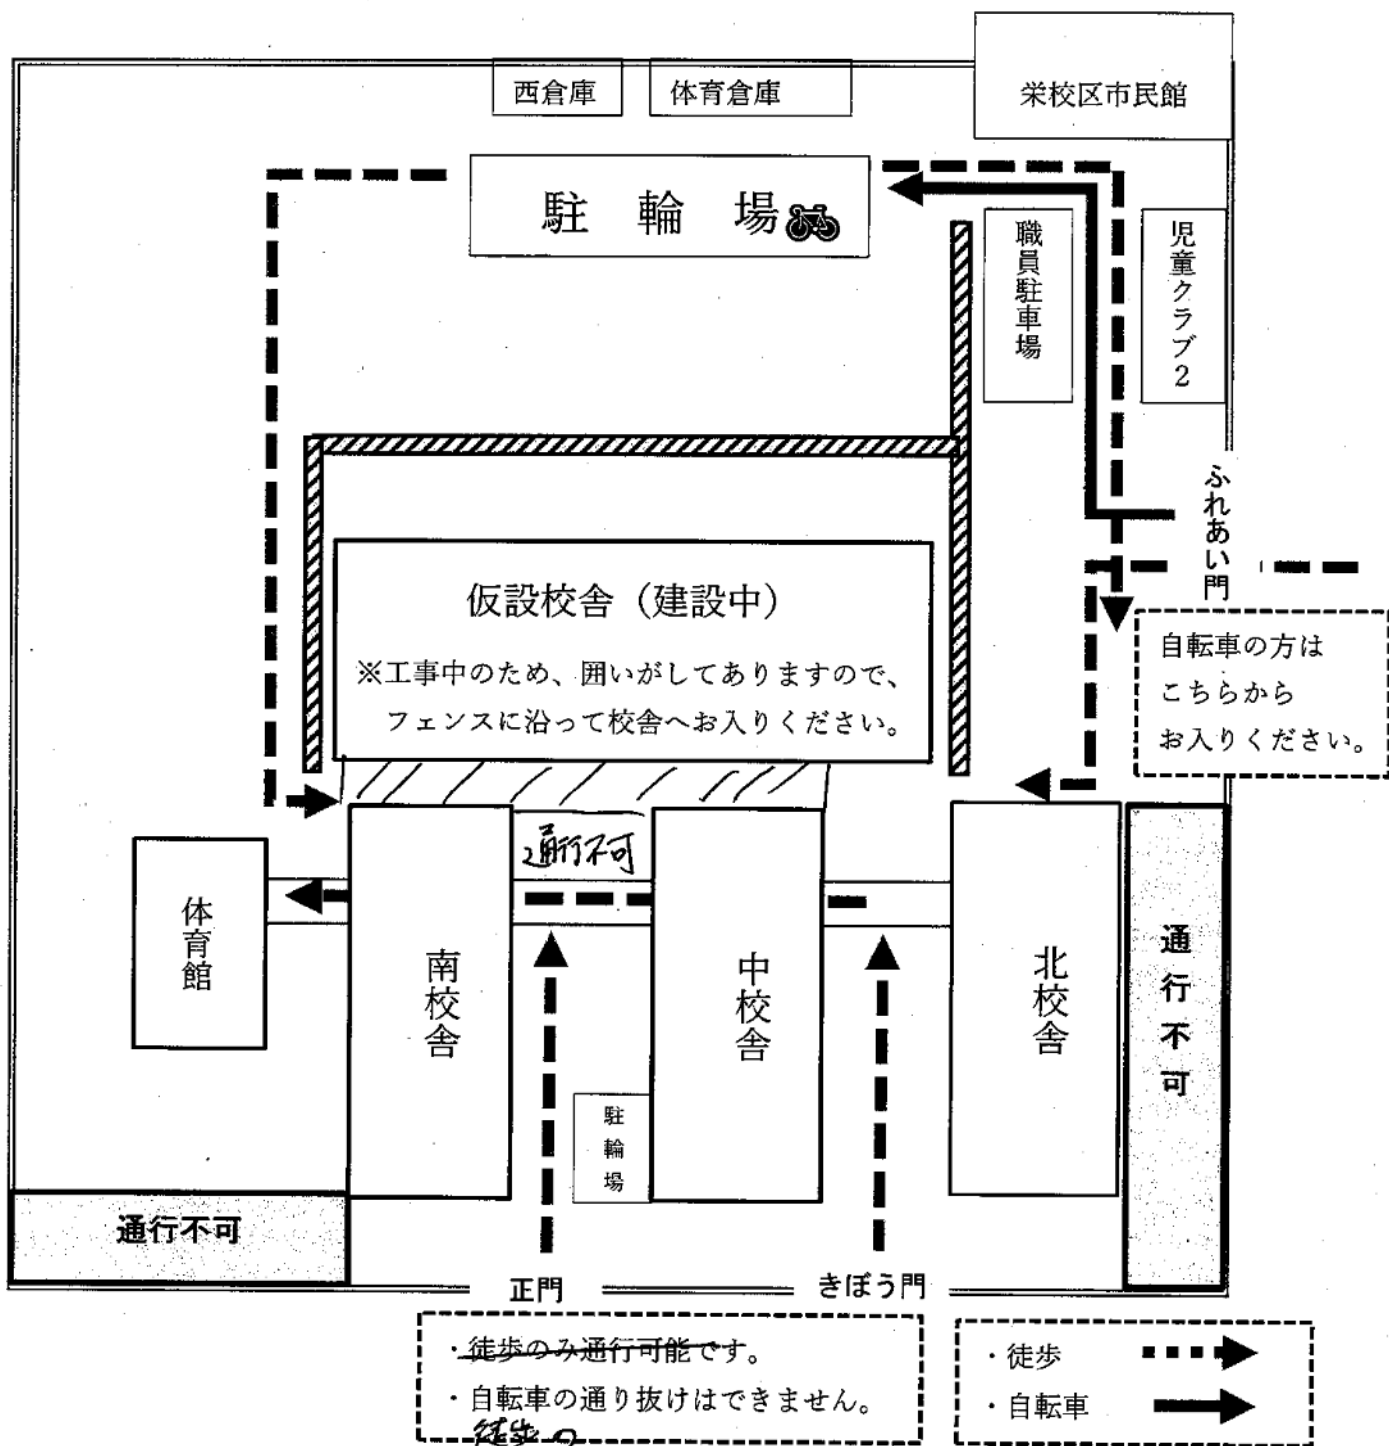 西倉庫
体育倉庫
栄校区市民館
駐輪場
職員駐車場
児童クラブ2
ふれあい門
仮設校舎（建設中）
※工事中のため、囲いがしてありますので、
フェンスに沿って校舎へお入りください。
自転車の方は
こちらから
お入りください。
通行不可
体育館
南校舎
中校舎
北校舎
通行不可
駐輪場
通行不可
正門
きぼう門
・徒歩のみ通行可能です。
・自転車の通り抜けはできません。
徒歩の
・徒歩
・自転車